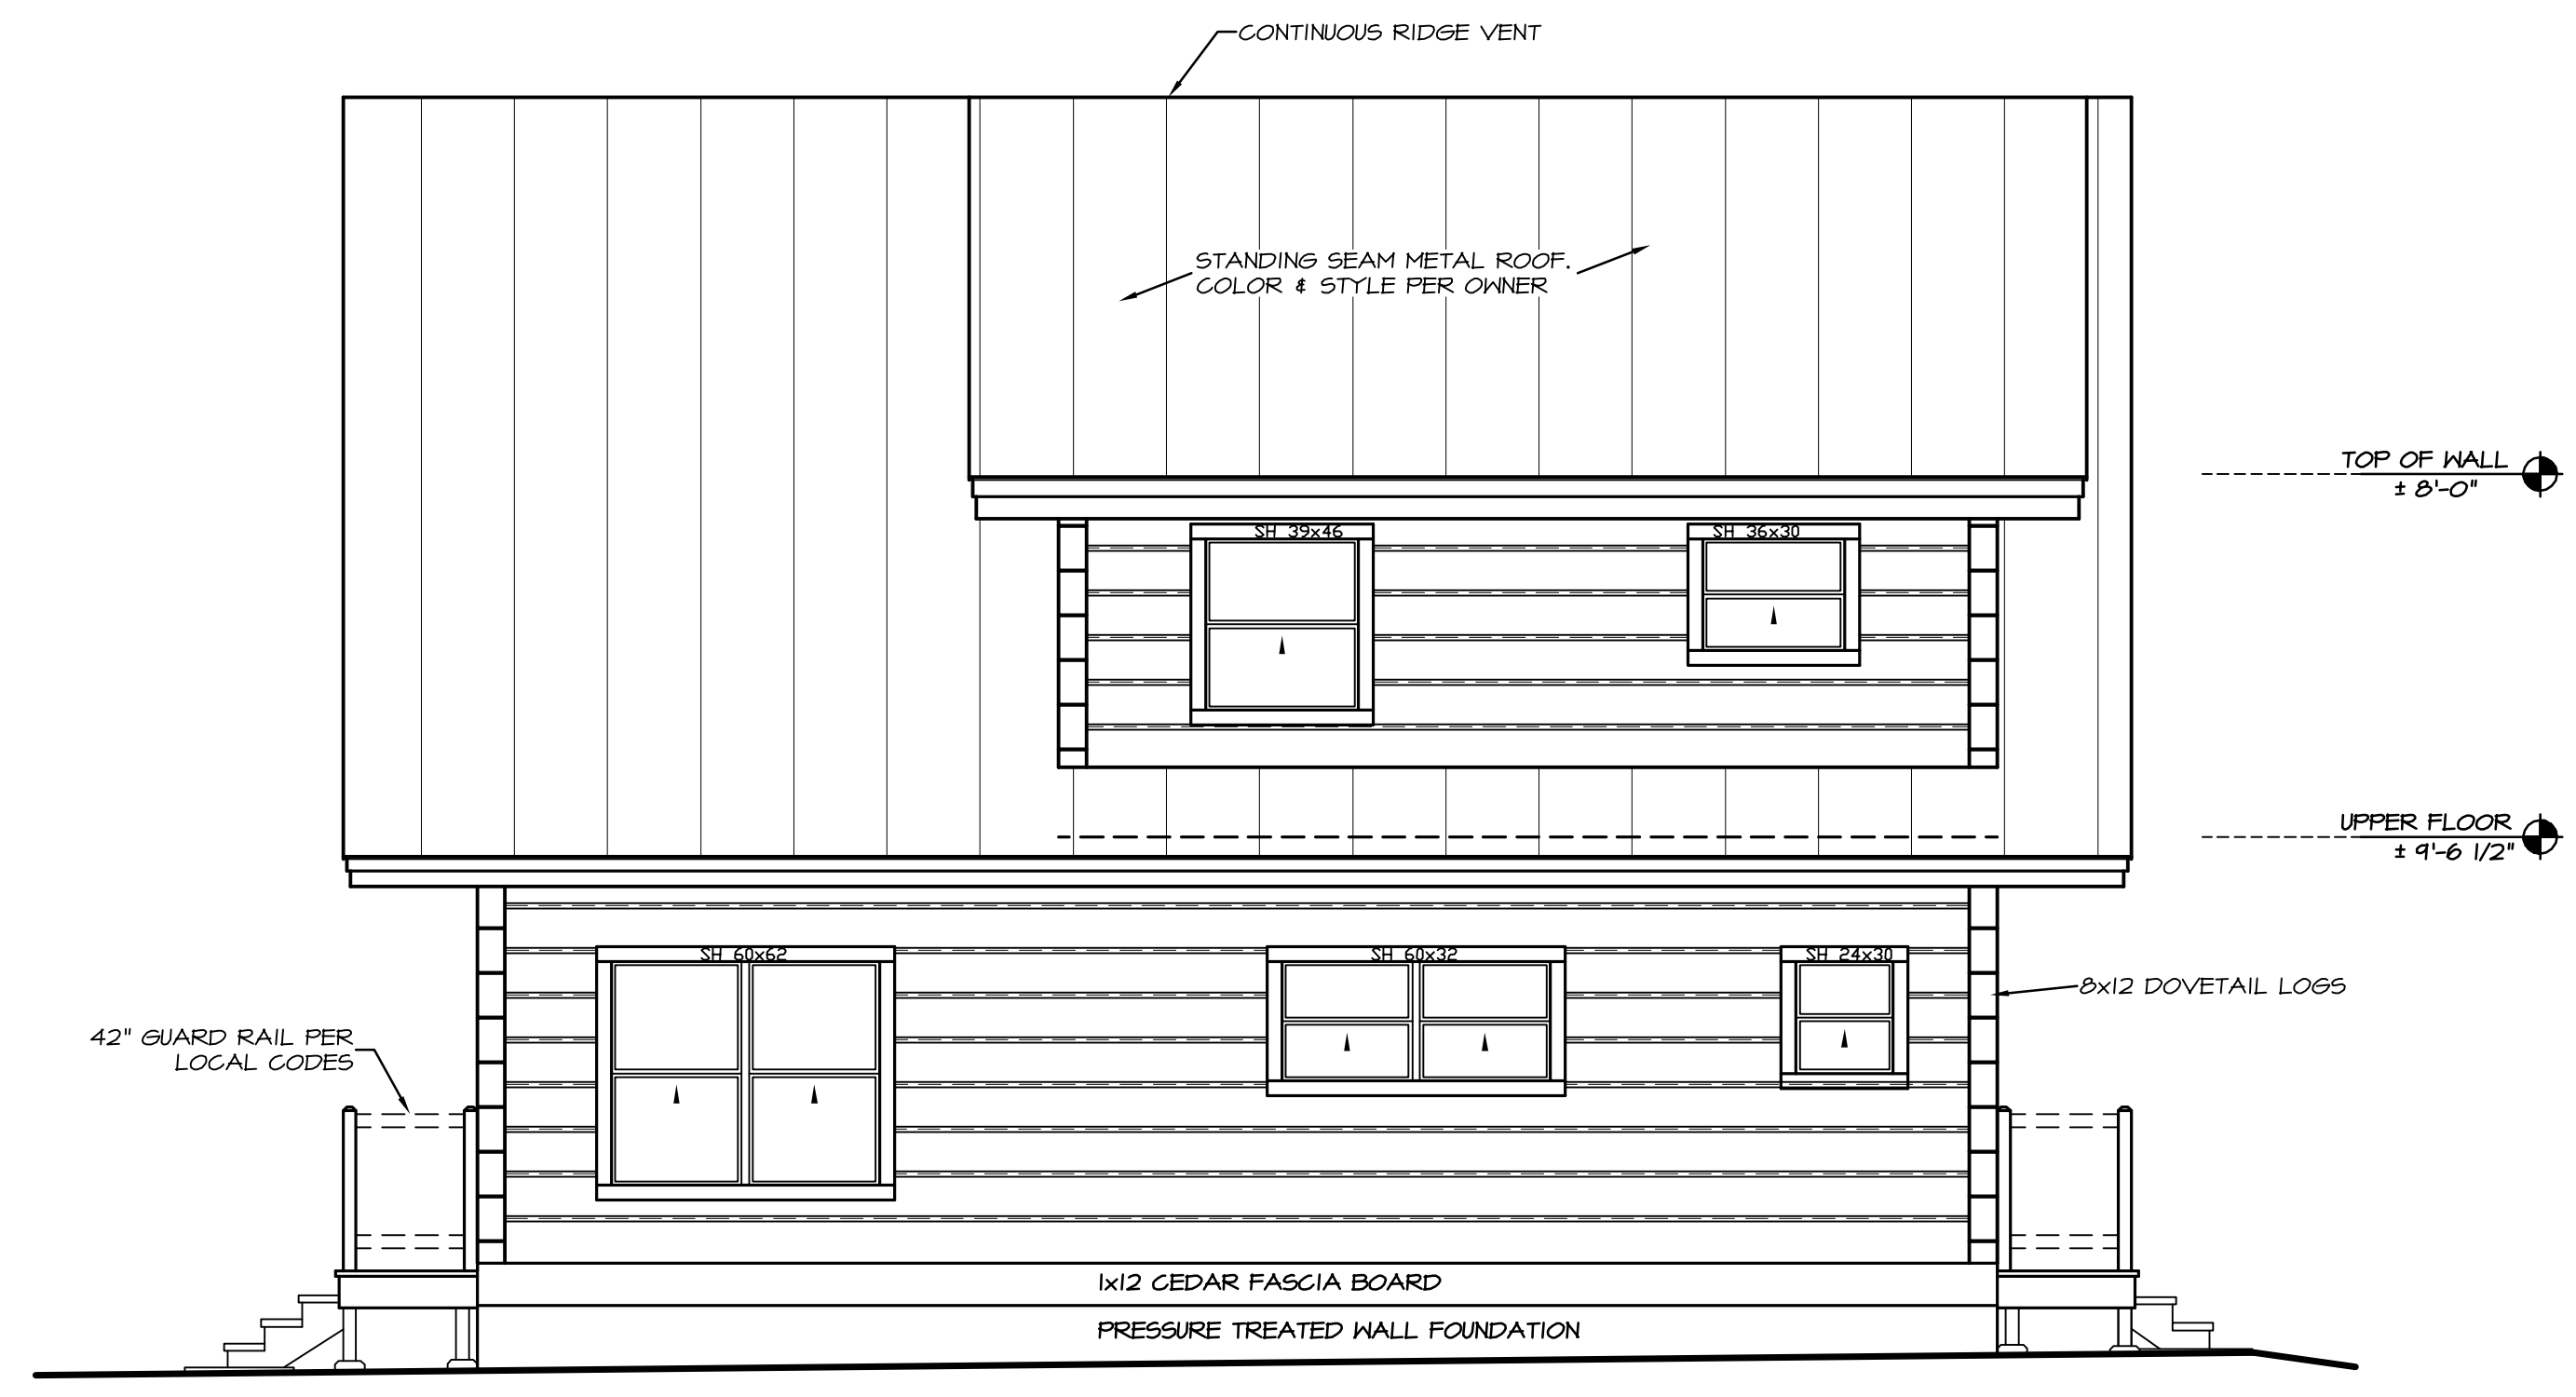 CONTINUOUS RIDGE VENT
STANDING SEAM METAL ROOF.
COLOR & STYLE PER OWNER
TOP OF WALL
± 8'-0"
SH 39x46
SH 36x30
UPPER FLOOR
± 9'-6 1/2"
SH 60x62
SH 60x32
SH 24x30
8x12 DOVETAIL LOGS
42" GUARD RAIL PER
LOCAL CODES
1x12 CEDAR FASCIA BOARD
PRESSURE TREATED WALL FOUNDATION